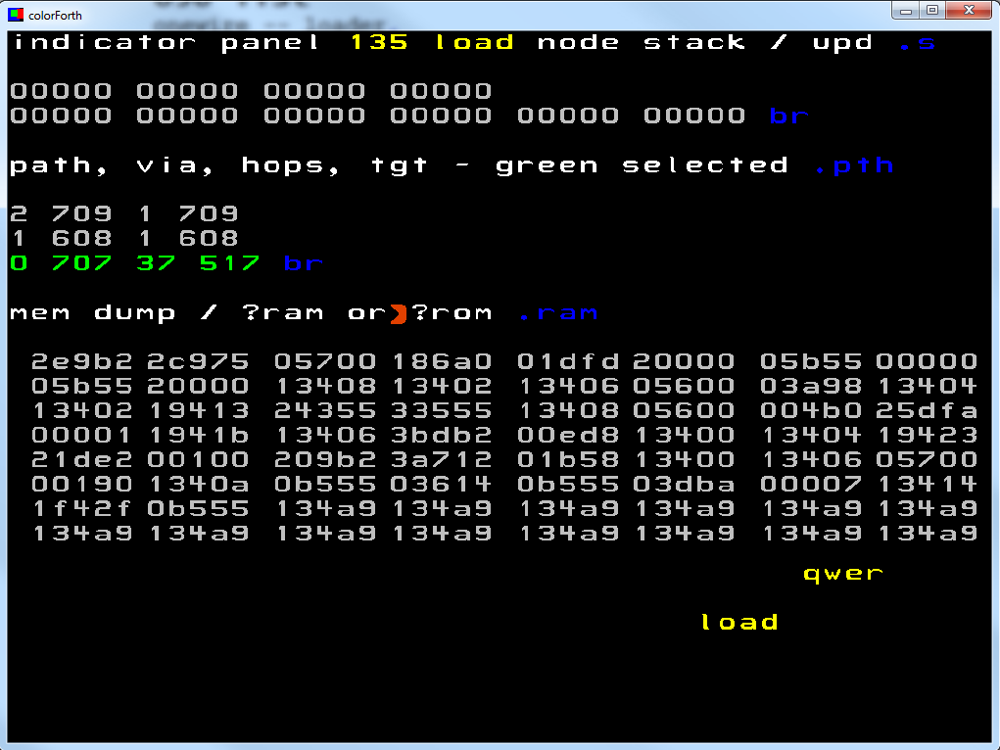 colorForth
indicator panel 135 load node stack / upd .s
00000 00000 00000 00000
00000 00000 00000 00000 00000 00000 br
path, via, hops, tgt - green selected .pth
2 709 1 709
1 608 1 608
0 707 37 517 br
mem dump / ?ram or ?rom .ram
2e9b2 2c975 05700 186a0 01dfd 20000 05b55 00000
05b55 20000 13408 13402 13406 05600 03a98 13404
13402 19413 24355 33555 13408 05600 004b0 25dfa
00001 1941b 13406 3bdb2 00ed8 13400 13404 19423
21de2 00100 209b2 3a712 01b58 13400 13406 05700
00190 1340a 0b555 03614 0b555 03dba 00007 13414
1f42f 0b555 134a9 134a9 134a9 134a9 134a9 134a9
134a9 134a9 134a9 134a9 134a9 134a9 134a9 134a9
qwer
load